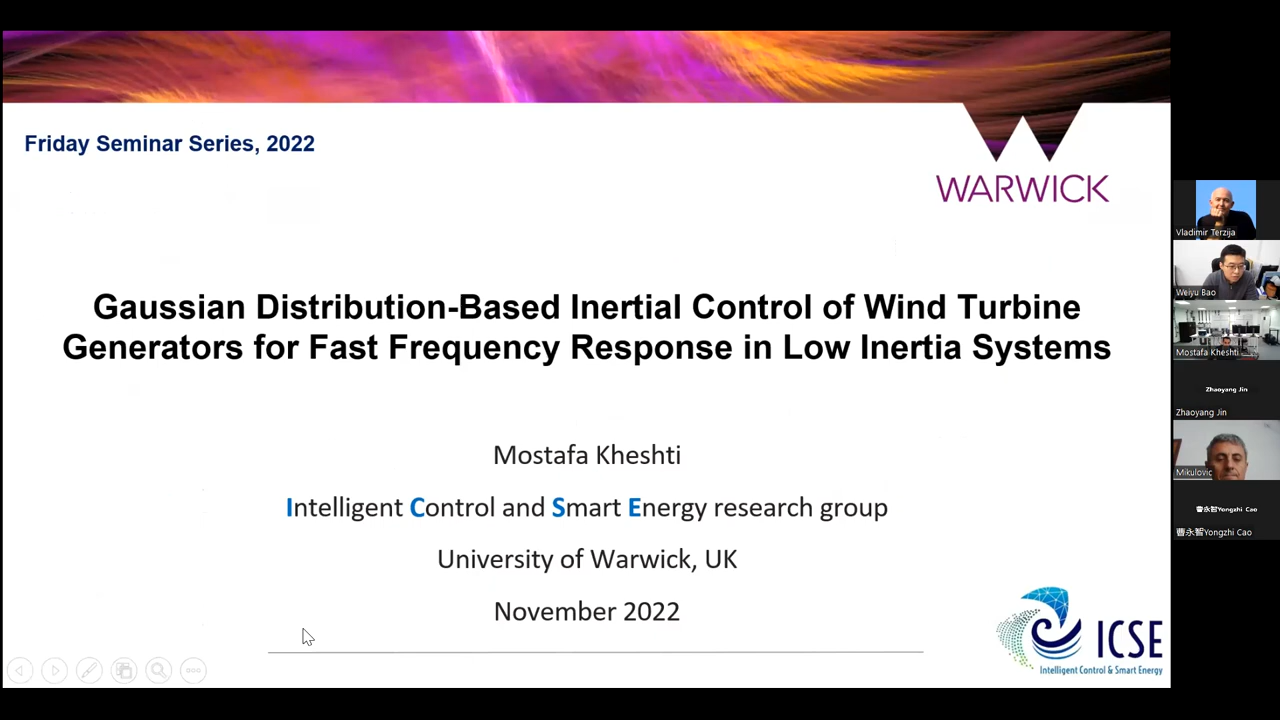 Friday Seminar Series, 2022
WARWICK
Gaussian Distribution-Based Inertial Control of Wind Turbine
Generators for Fast Frequency Response in Low Inertia Systems
Mostafa Kheshti
Intelligent Control and Smart Energy research group
University of Warwick, UK
November 2022
ICSE
Intelligent Control & Smart Energy
Vladimir Terzija
Weiyu Bao
Mostafa Kheshti
Zhaoyang Jin
Zhaoyang Jin
Mikulovic
曹永智Yongzhi Cao
曹永智Yongzhi Cao